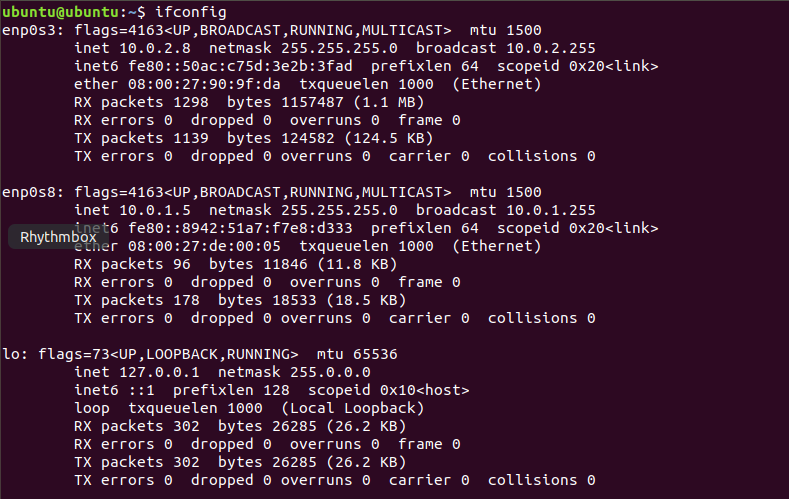 ubuntu@ubuntu:~$ ifconfig
enp0s3: flags=4163<UP,BROADCAST,RUNNING,MULTICAST>  mtu 1500
        inet 10.0.2.8  netmask 255.255.255.0  broadcast 10.0.2.255
        inet6 fe80::50ac:c75d:3e2b:3fad  prefixlen 64  scopeid 0x20<link>
        ether 08:00:27:90:9f:da  txqueuelen 1000  (Ethernet)
        RX packets 1298  bytes 1157487 (1.1 MB)
        RX errors 0  dropped 0  overruns 0  frame 0
        TX packets 1139  bytes 124582 (124.5 KB)
        TX errors 0  dropped 0 overruns 0  carrier 0  collisions 0

enp0s8: flags=4163<UP,BROADCAST,RUNNING,MULTICAST>  mtu 1500
        inet 10.0.1.5  netmask 255.255.255.0  broadcast 10.0.1.255
        inet6 fe80::8942:51a7:f7e8:d333  prefixlen 64  scopeid 0x20<link>
Rhythmbox
        ether 08:00:27:de:00:05  txqueuelen 1000  (Ethernet)
        RX packets 96  bytes 11846 (11.8 KB)
        RX errors 0  dropped 0  overruns 0  frame 0
        TX packets 178  bytes 18533 (18.5 KB)
        TX errors 0  dropped 0 overruns 0  carrier 0  collisions 0

lo: flags=73<UP,LOOPBACK,RUNNING>  mtu 65536
        inet 127.0.0.1  netmask 255.0.0.0
        inet6 ::1  prefixlen 128  scopeid 0x10<host>
        loop  txqueuelen 1000  (Local Loopback)
        RX packets 302  bytes 26285 (26.2 KB)
        RX errors 0  dropped 0  overruns 0  frame 0
        TX packets 302  bytes 26285 (26.2 KB)
        TX errors 0  dropped 0 overruns 0  carrier 0  collisions 0